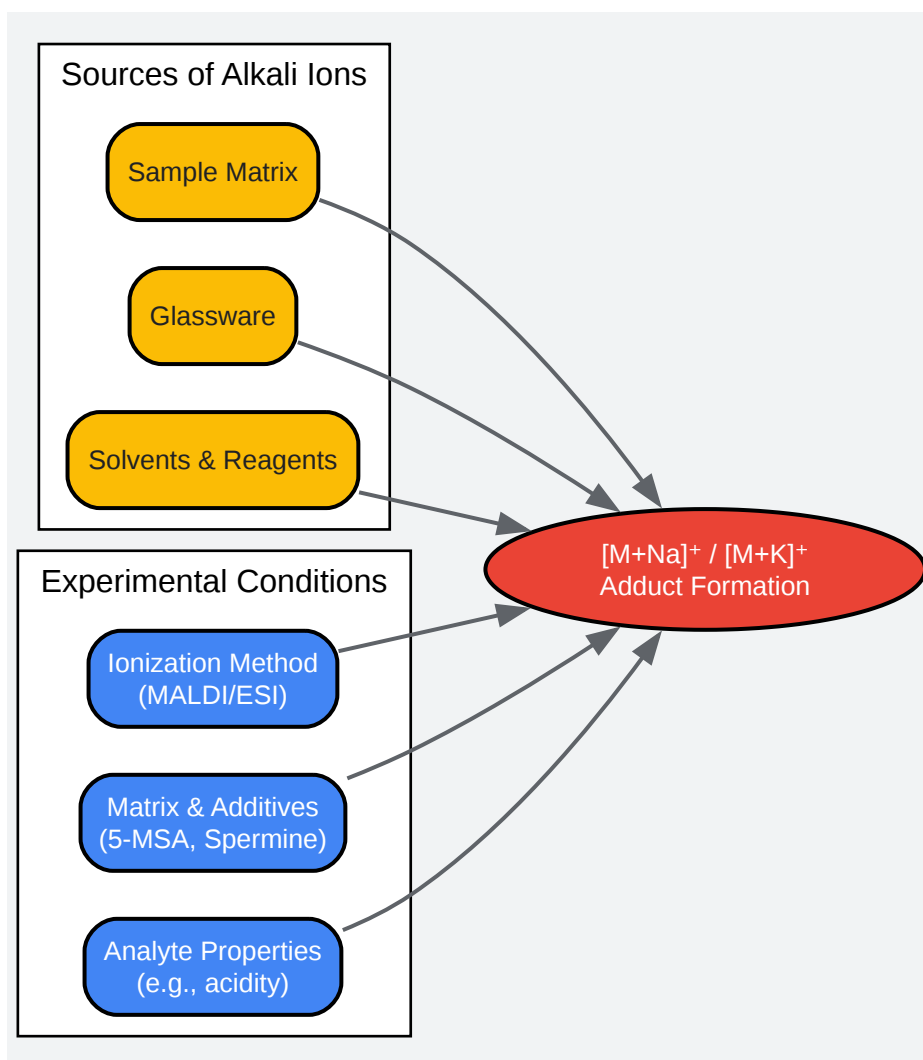 Sources of Alkali Ions
Sample Matrix
Glassware
Solvents & Reagents
[M+Na]⁺ / [M+K]⁺
Adduct Formation
Experimental Conditions
Ionization Method
(MALDI/ESI)
Matrix & Additives
(5-MSA, Spermine)
Analyte Properties
(e.g., acidity)